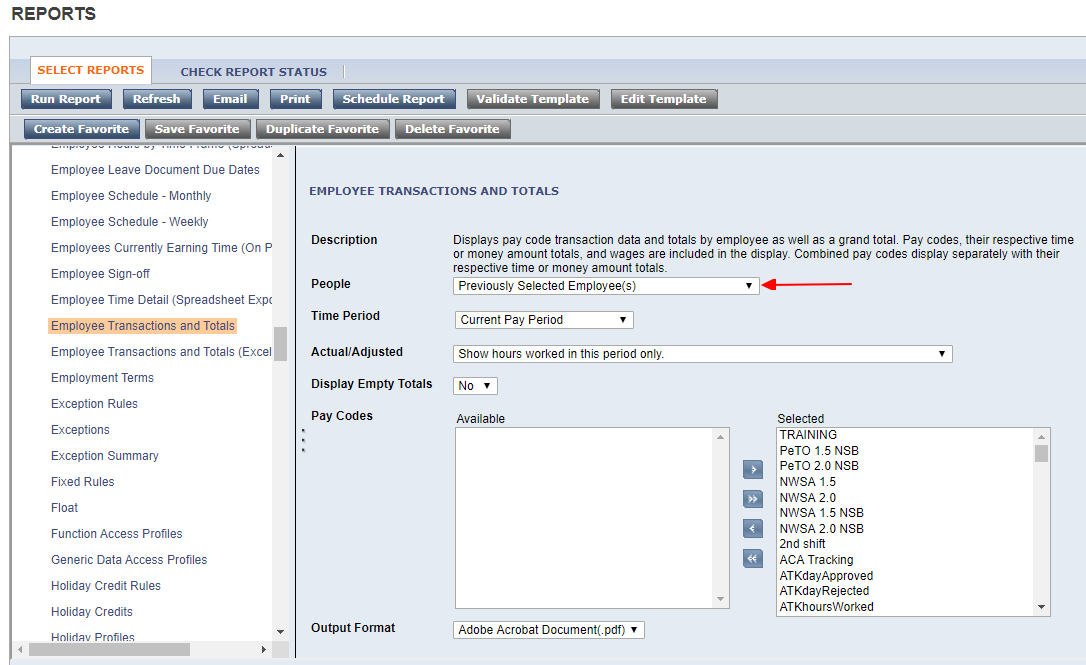 REPORTS
SELECT REPORTS
CHECK REPORT STATUS
Run Report
Refresh
Email
Print
Schedule Report
Validate Template
Edit Template
Create Favorite
Save Favorite
Duplicate Favorite
Delete Favorite
Employee Hours by Time Frame (Spreads
Employee Leave Document Due Dates
Employee Schedule - Monthly
Employee Schedule - Weekly
Employees Currently Earning Time (On P
Employee Sign-off
Employee Time Detail (Spreadsheet Expo
Employee Transactions and Totals
Employee Transactions and Totals (Excel
Employment Terms
Exception Rules
Exceptions
Exception Summary
Fixed Rules
Float
Function Access Profiles
Generic Data Access Profiles
Holiday Credit Rules
Holiday Credits
Holiday Profiles
EMPLOYEE TRANSACTIONS AND TOTALS
Description
Displays pay code transaction data and totals by employee as well as a grand total. Pay codes, their respective time
or money amount totals, and wages are included in the display. Combined pay codes display separately with their
respective time or money amount totals.
People
Previously Selected Employee(s)
Time Period
Current Pay Period
Actual/Adjusted
Show hours worked in this period only.
Display Empty Totals
No
Pay Codes
Available
Selected
TRAINING
PeTO 1.5 NSB
PeTO 2.0 NSB
NWSA 1.5
NWSA 2.0
NWSA 1.5 NSB
NWSA 2.0 NSB
2nd shift
ACA Tracking
ATKdayApproved
ATKdayRejected
ATKhoursWorked
Output Format
Adobe Acrobat Document(.pdf)